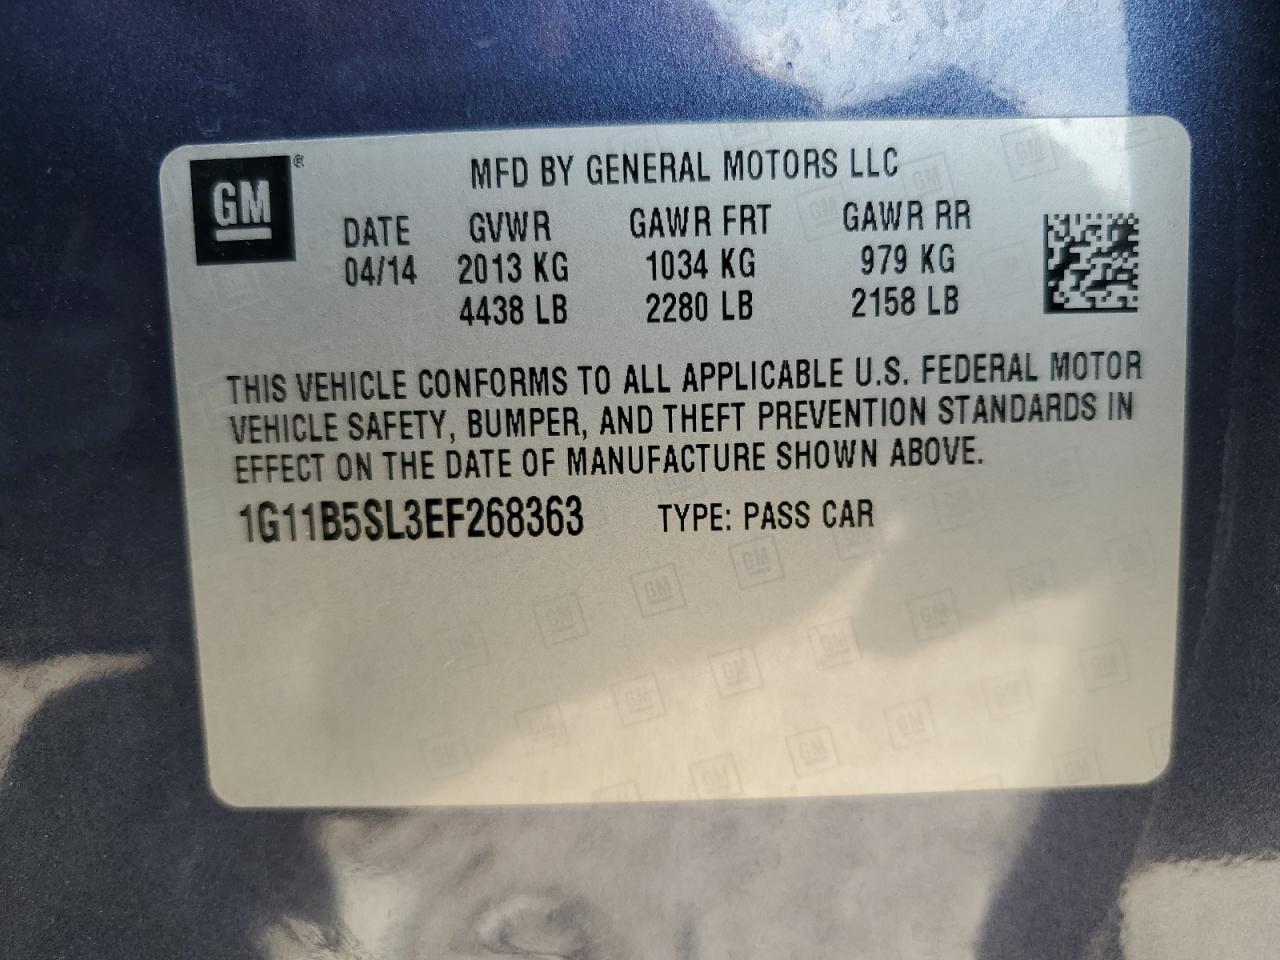 GM®
MFD BY GENERAL MOTORS LLC
DATE GVWR GAWR FRT GAWR RR
04/14 2013 KG 1034 KG 979 KG
4438 LB 2280 LB 2158 LB
THIS VEHICLE CONFORMS TO ALL APPLICABLE U.S. FEDERAL MOTOR
VEHICLE SAFETY, BUMPER, AND THEFT PREVENTION STANDARDS IN
EFFECT ON THE DATE OF MANUFACTURE SHOWN ABOVE.
1G11B5SL3EF268363 TYPE: PASS CAR